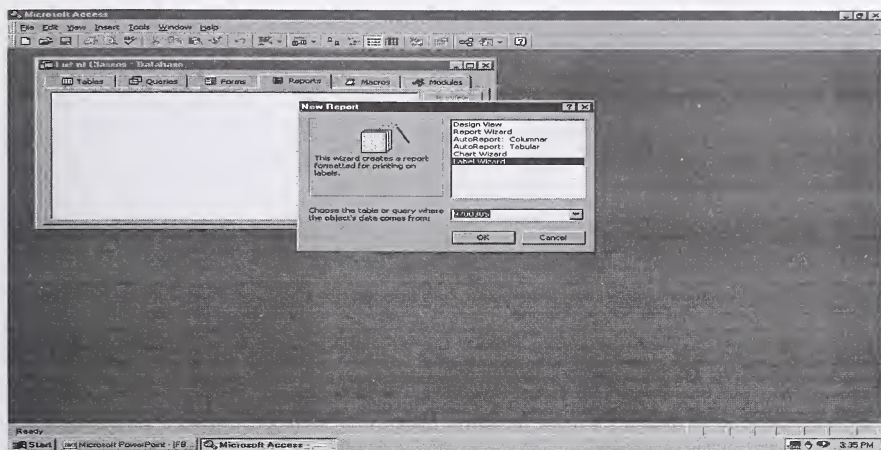 Microsoft Access
File Edit View Insert Tools Window Help
List of Classes - Database
Tables Queries Forms Reports Macros Modules
New Report
This wizard creates a report
formatted for printing on
labels.
Design View
Report Wizard
AutoReport: Columnar
AutoReport: Tabular
Chart Wizard
Label Wizard
Choose the table or query where
the object's data comes from:
OK Cancel
Ready
Start Microsoft PowerPoint - [FB... Microsoft Access 3:35 PM